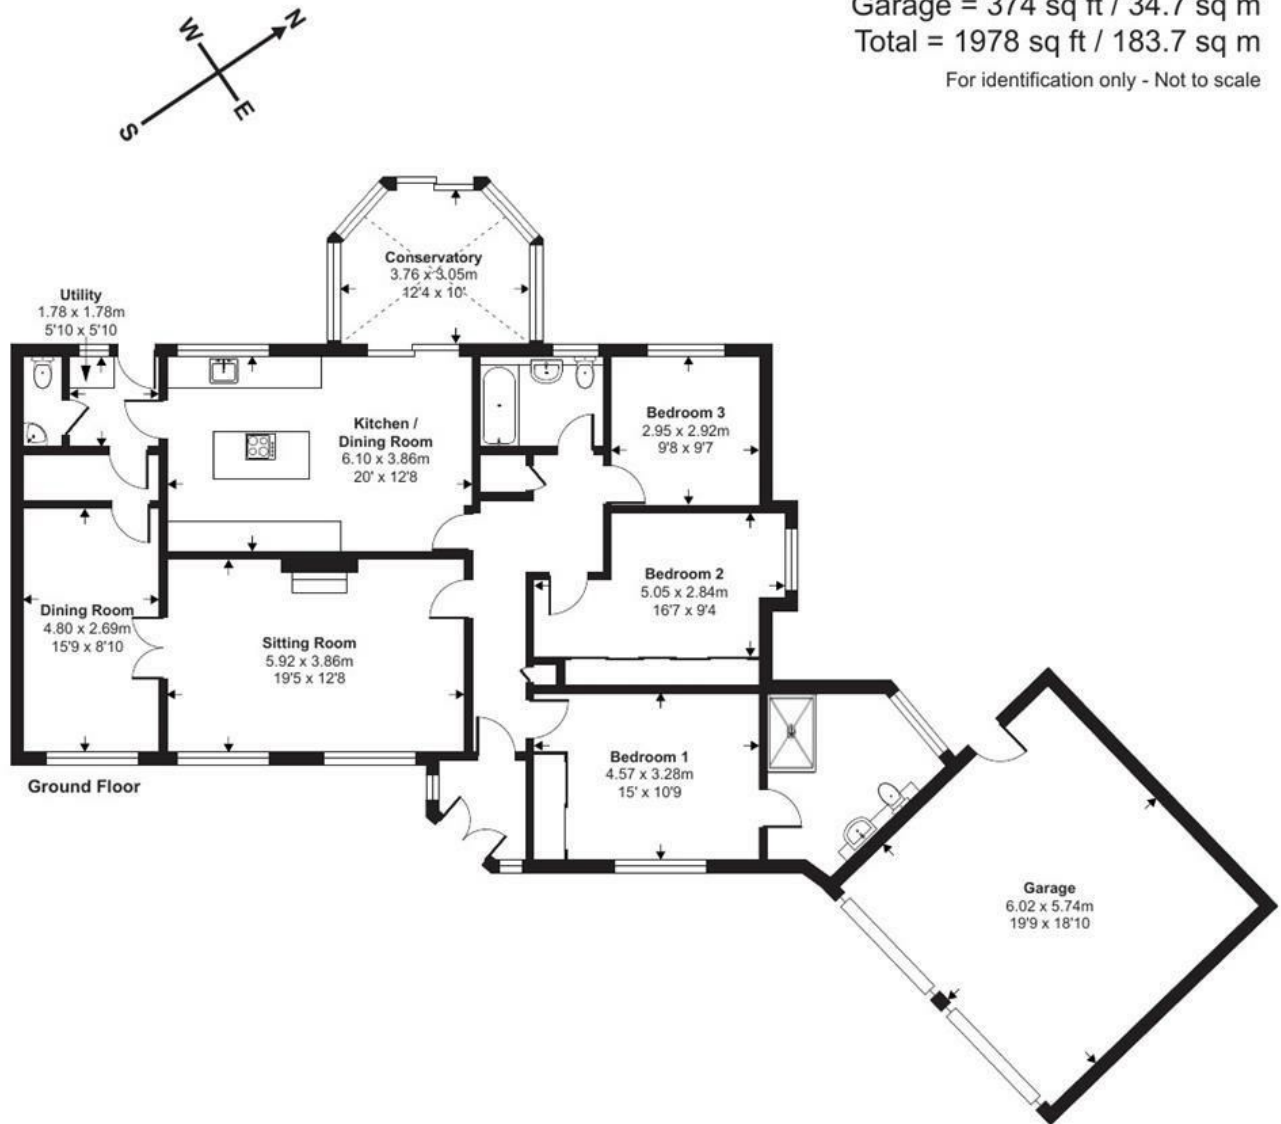 Garage = 374 sq ft / 34.7 sq m
Total = 1978 sq ft / 183.7 sq m
For identification only - Not to scale
N
W
E
S
Conservatory
3.76 x 3.05m
12'4 x 10'
Utility
1.78 x 1.78m
5'10 x 5'10
Kitchen /
Dining Room
6.10 x 3.86m
20' x 12'8
Bedroom 3
2.95 x 2.92m
9'8 x 9'7
Bedroom 2
5.05 x 2.84m
16'7 x 9'4
Dining Room
4.80 x 2.69m
15'9 x 8'10
Sitting Room
5.92 x 3.86m
19'5 x 12'8
Bedroom 1
4.57 x 3.28m
15' x 10'9
Ground Floor
Garage
6.02 x 5.74m
19'9 x 18'10